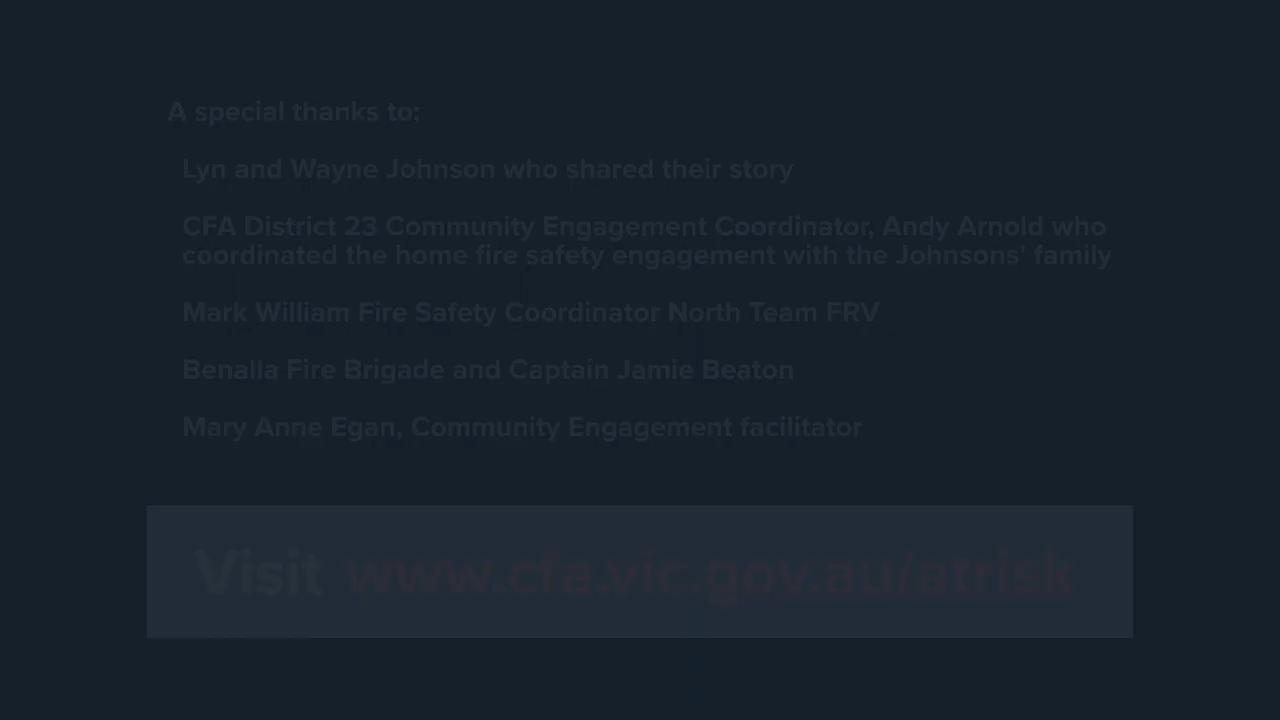 A special thanks to:
Lyn and Wayne Johnson who shared their story
CFA District 23 Community Engagement Coordinator, Andy Arnold who
coordinated the home fire safety engagement with the Johnsons' family
Mark William Fire Safety Coordinator North Team FRV
Benalla Fire Brigade and Captain Jamie Beaton
Mary Anne Egan, Community Engagement facilitator
Visit www.cfa.vic.gov.au/atrisk